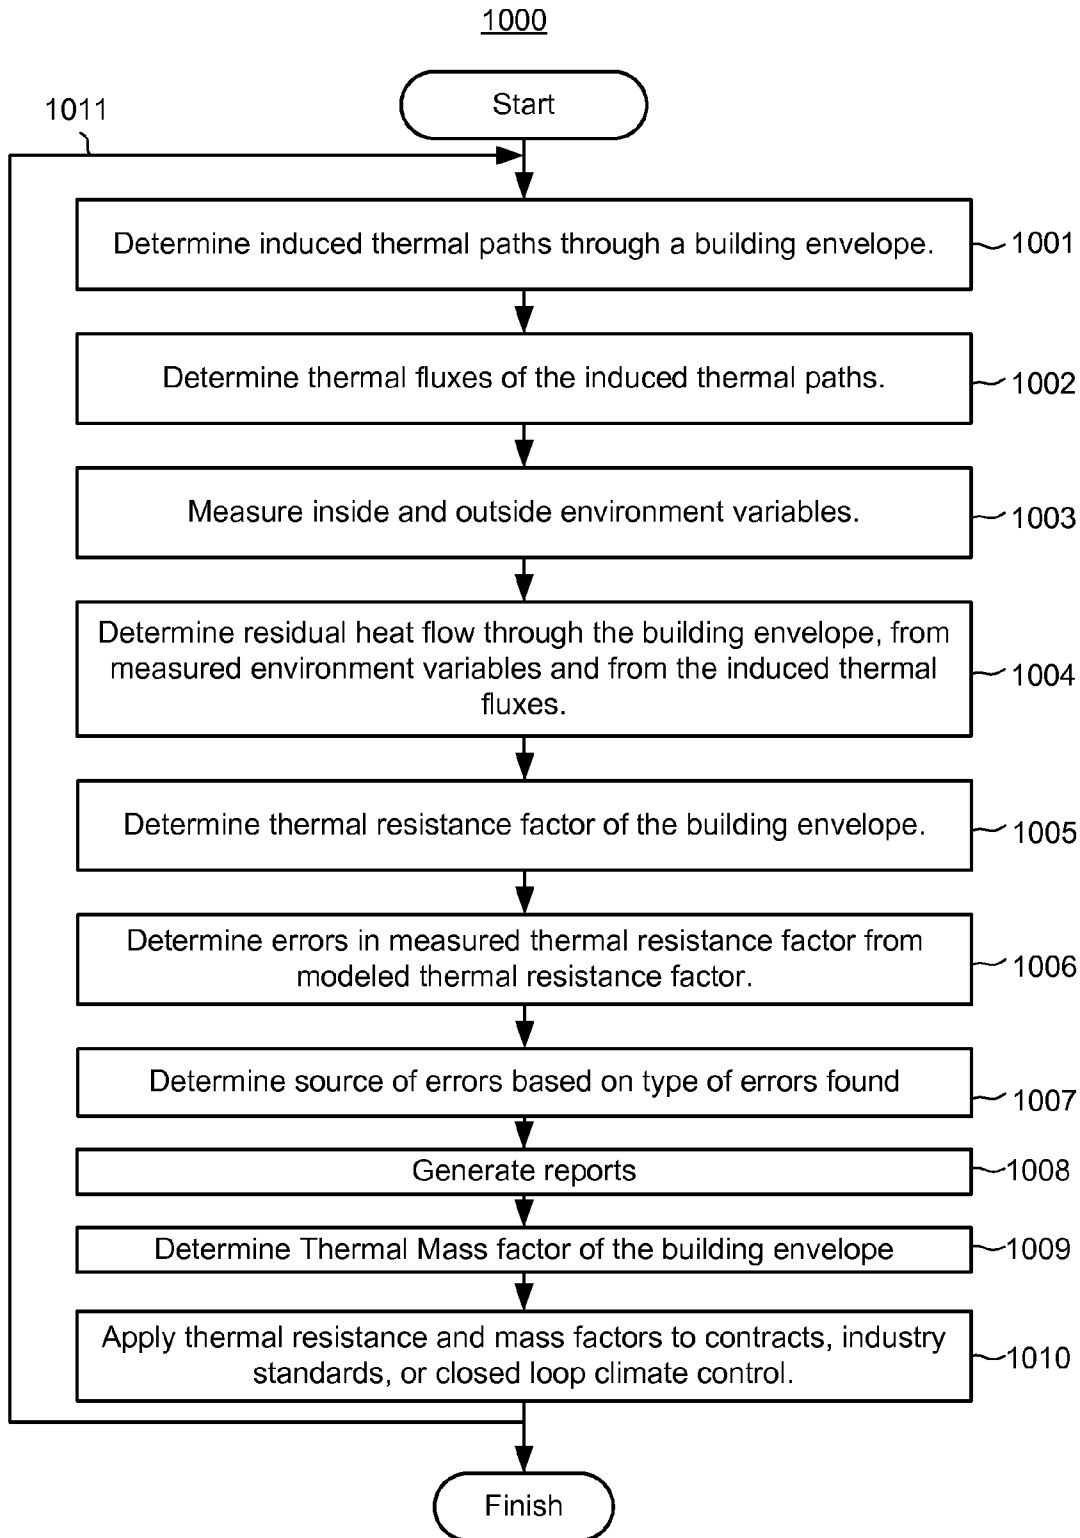 1000
Start
1011
Determine induced thermal paths through a building envelope.
1001
Determine thermal fluxes of the induced thermal paths.
1002
Measure inside and outside environment variables.
1003
Determine residual heat flow through the building envelope, from
measured environment variables and from the induced thermal
fluxes.
1004
Determine thermal resistance factor of the building envelope.
1005
Determine errors in measured thermal resistance factor from
modeled thermal resistance factor.
1006
Determine source of errors based on type of errors found
1007
Generate reports
1008
Determine Thermal Mass factor of the building envelope
1009
Apply thermal resistance and mass factors to contracts, industry
standards, or closed loop climate control.
1010
Finish